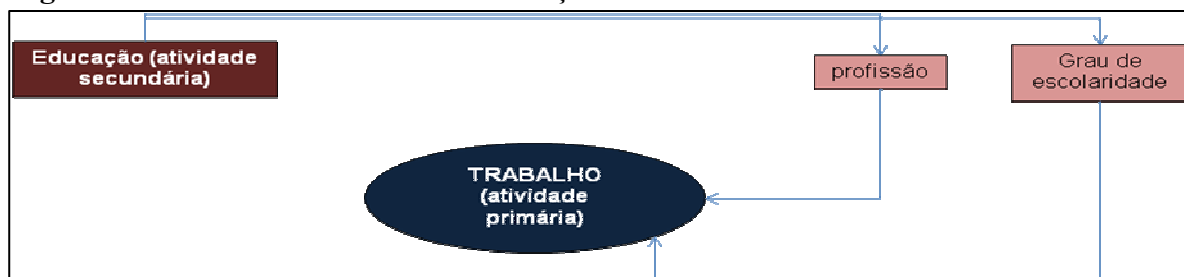 Educação (atividade
secundária)
profissão
Grau de
escolaridade
TRABALHO
(atividade
primária)